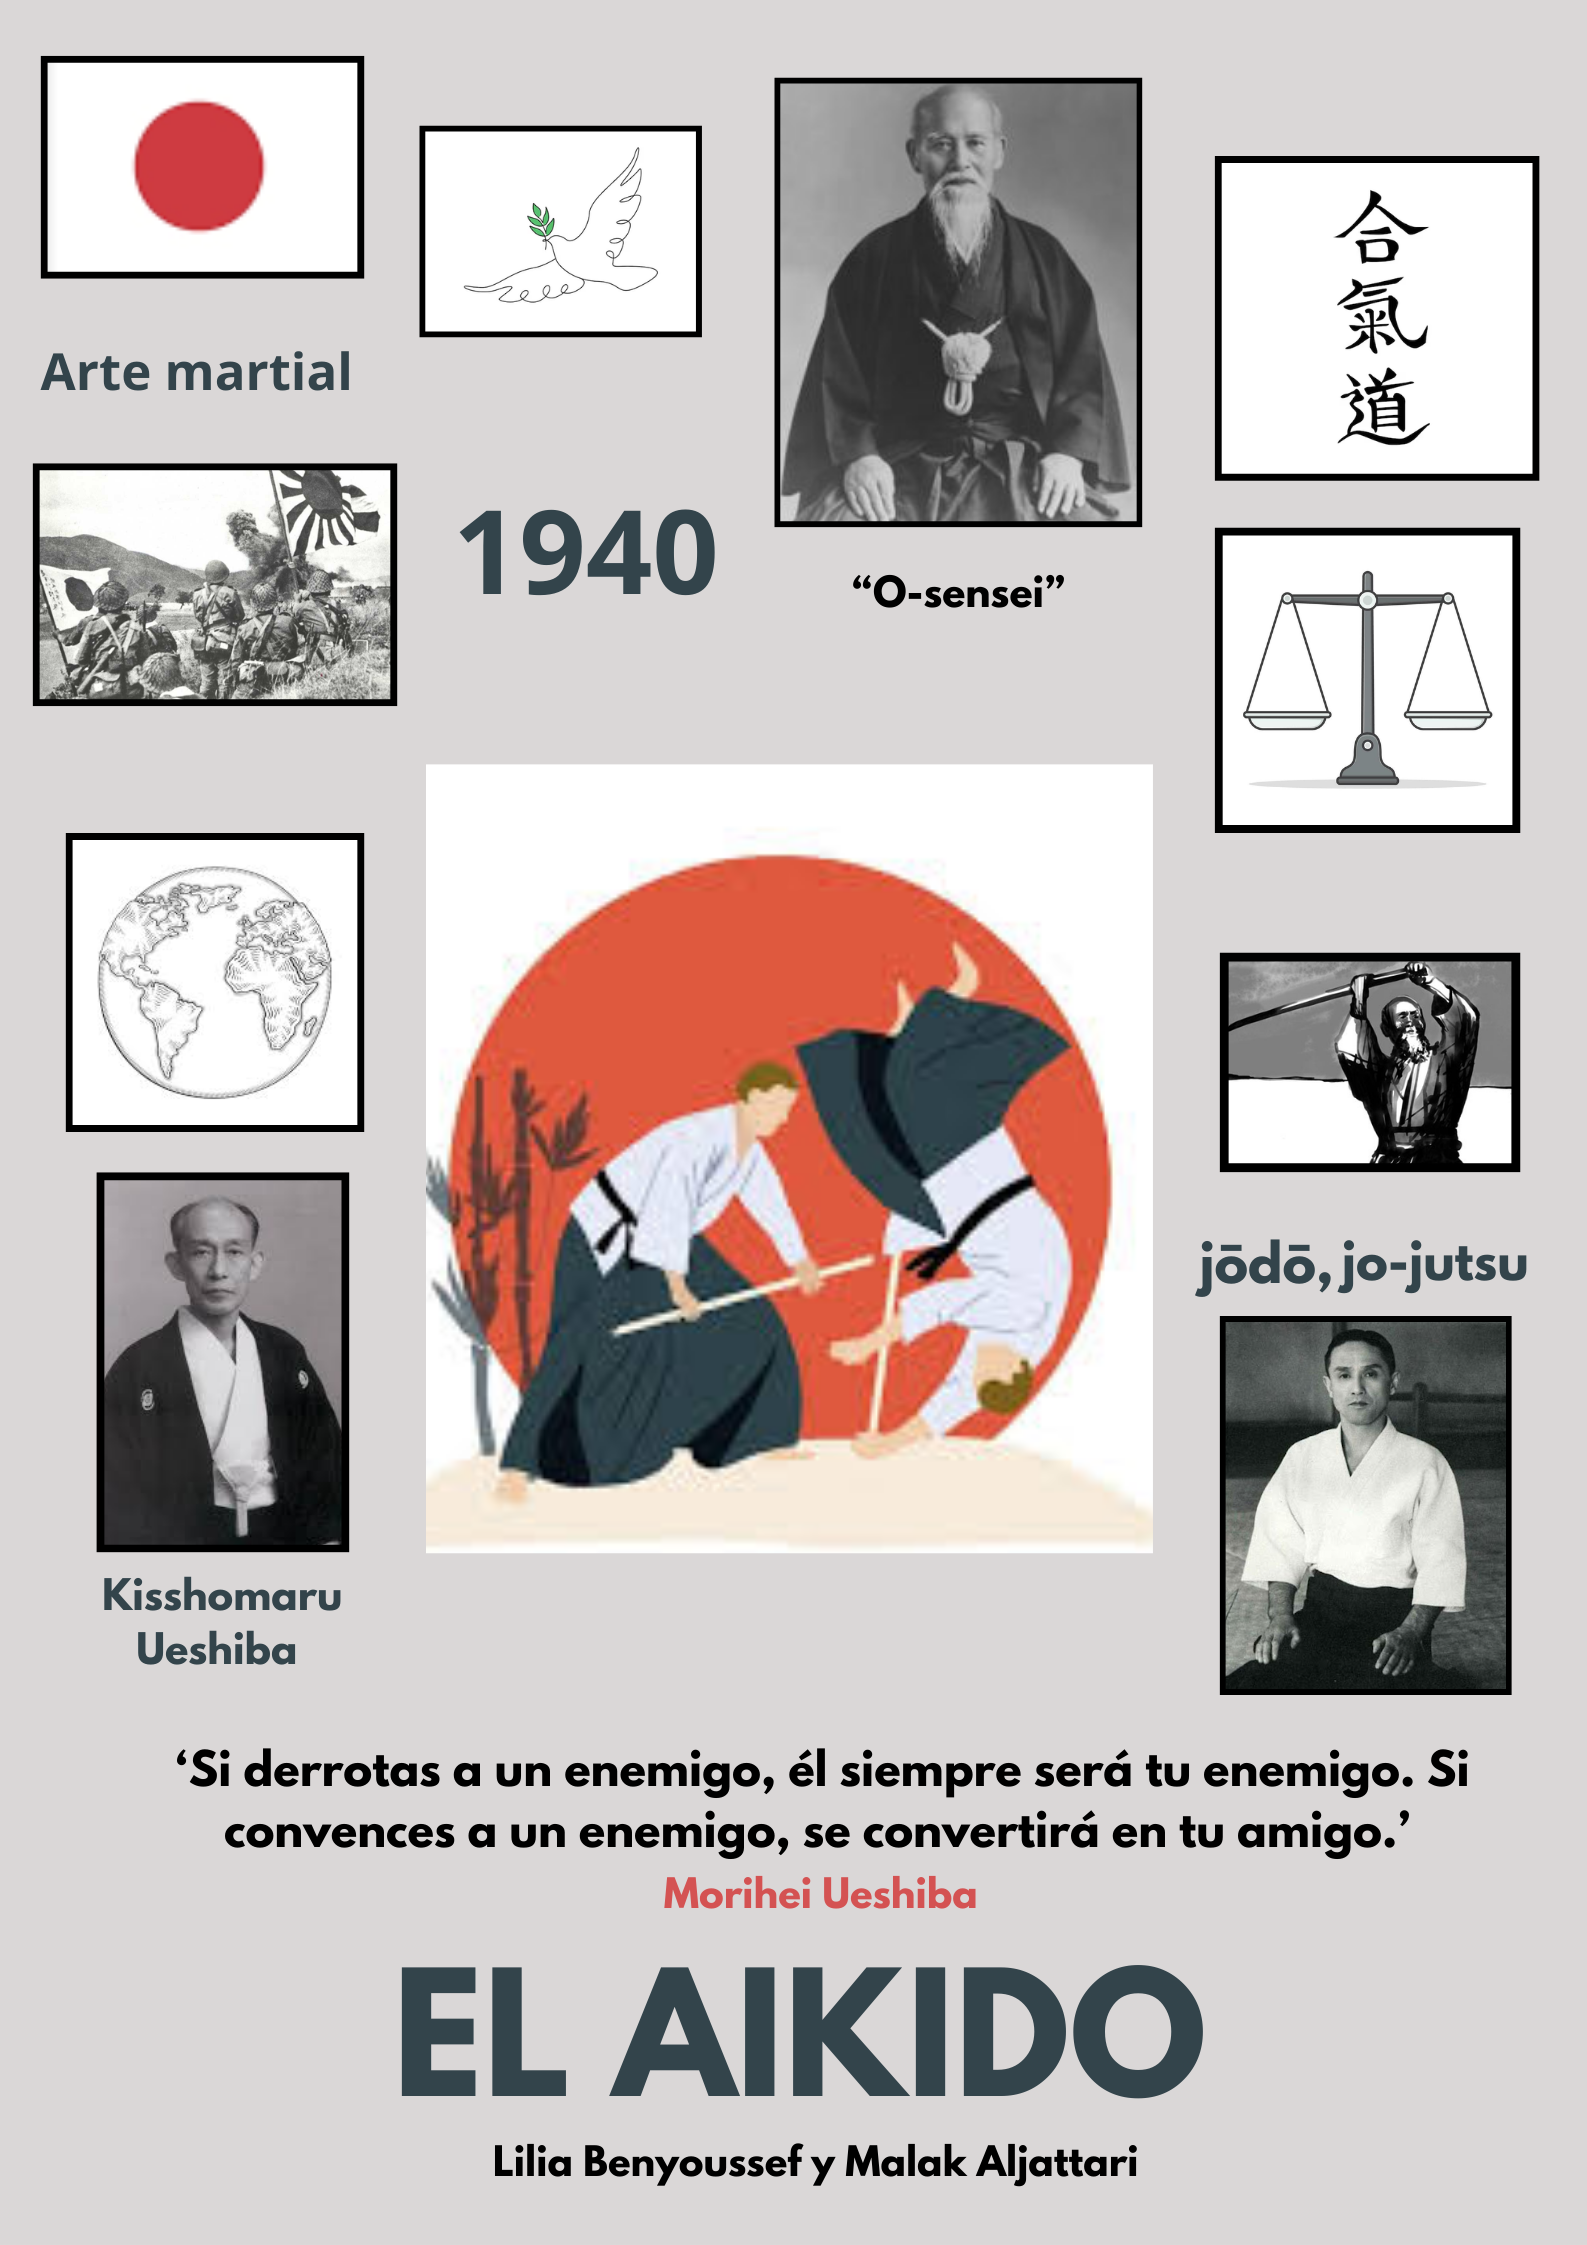 合
氣
道
Arte martial
1940
“O-sensei”
jōdō, jo-jutsu
Kisshomaru
Ueshiba
‘Si derrotas a un enemigo, él siempre será tu enemigo. Si
convences a un enemigo, se convertirá en tu amigo.’
Morihei Ueshiba
EL AIKIDO
Lilia Benyoussef y Malak Aljattari